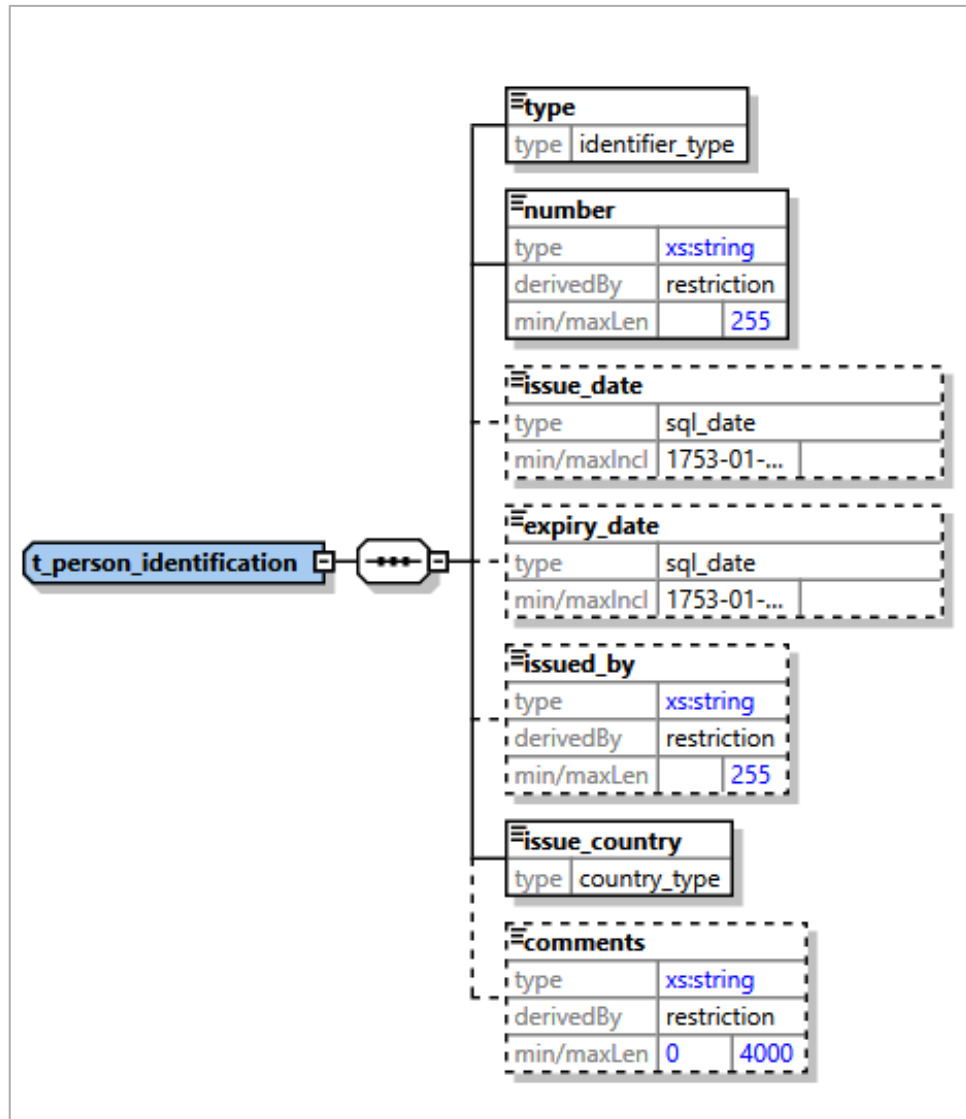 type
type identifier_type
number
type xs:string
derivedBy restriction
min/maxLen 255
issue_date
type sql_date
min/maxIncl 1753-01-...
t_person_identification
expiry_date
type sql_date
min/maxIncl 1753-01-...
issued_by
type xs:string
derivedBy restriction
min/maxLen 255
issue_country
type country_type
comments
type xs:string
derivedBy restriction
min/maxLen 0 4000